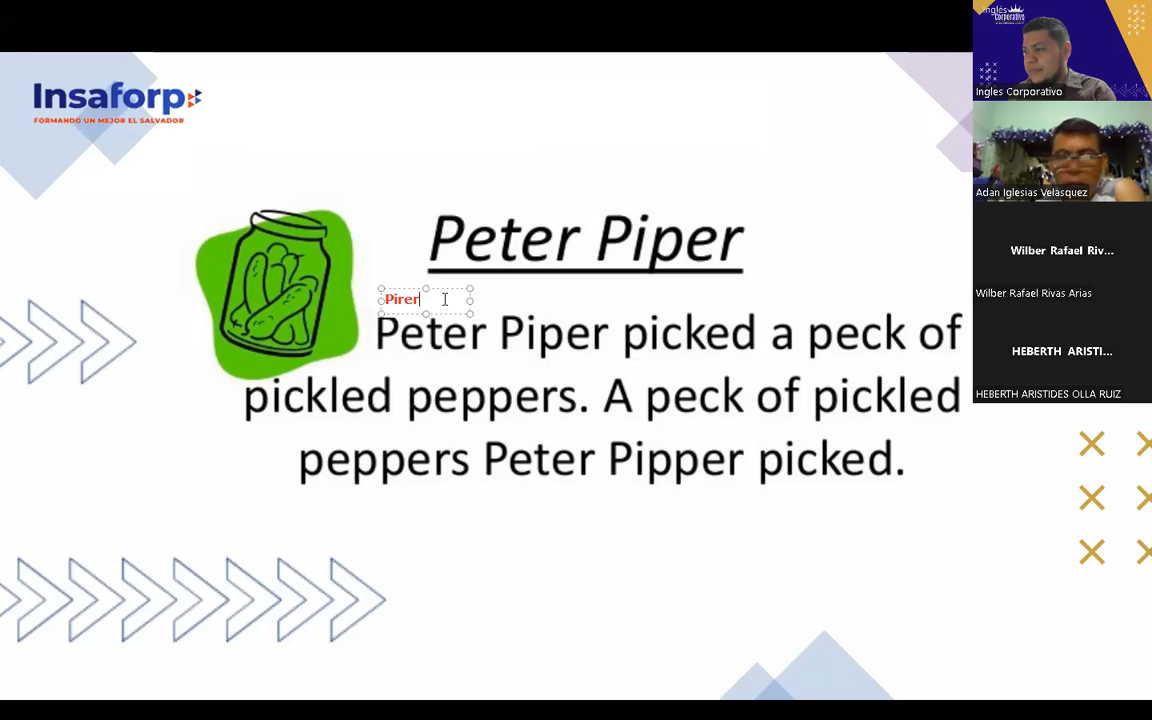 Inglés
Corporativo
Ingles Corporativo
Insaforp
FORMANDO UN MEJOR EL SALVADOR
Adan Iglesias Velasquez
Peter Piper
Wilber Rafael Riv...
Wilber Rafael Rivas Arias
Pirer
Peter Piper picked a peck of
pickled peppers. A peck of pickled
peppers Peter Pipper picked.
HEBERTH ARISTI...
HEBERTH ARISTIDES OLLA RUIZ